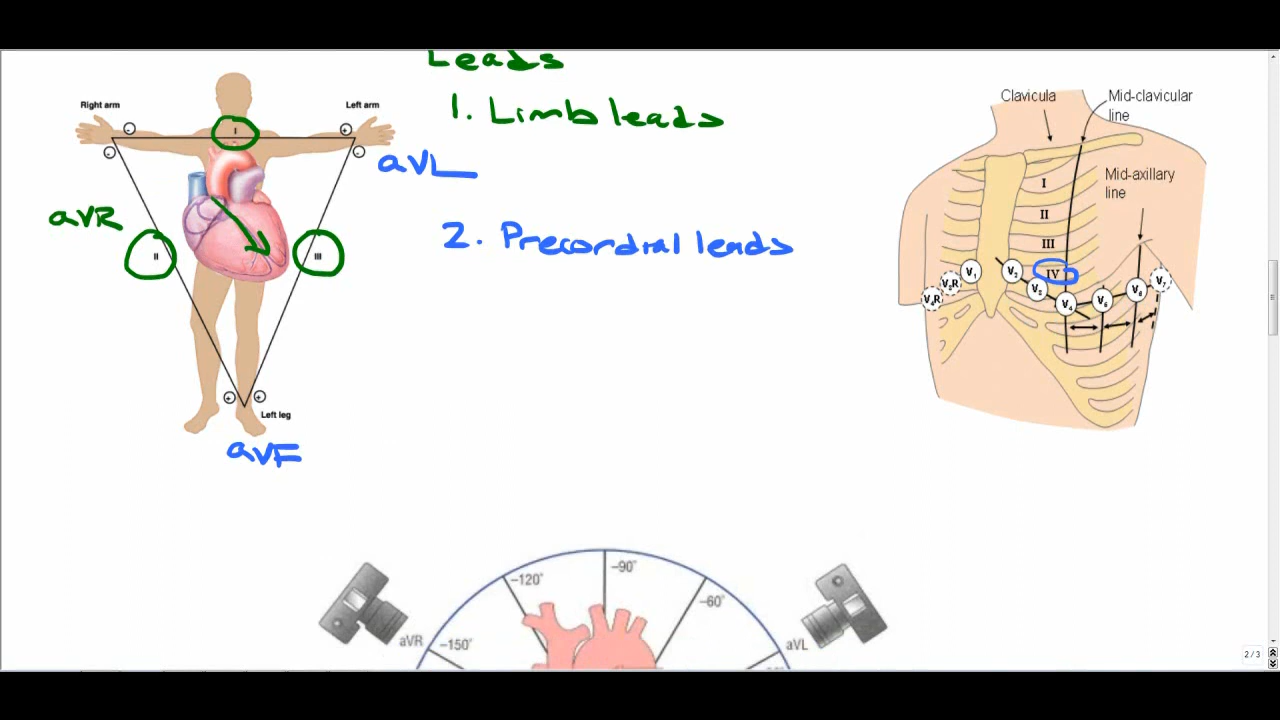 Leads
1. Limb leads
Right arm
Left arm
I
aVL
aVR
II
III
2. Precordial leads
Left leg
aVF
Clavicula
Mid-clavicular
line
Mid-axillary
line
I
II
III
IV
V1
V2
V3
V4
V5
V6
V7
V3R
V4R
-120°
-90°
-60°
aVR
-150°
aVL
2 / 3